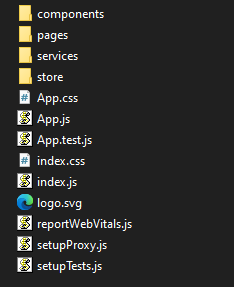 components
pages
services
store
App.css
App.js
App.test.js
index.css
index.js
logo.svg
reportWebVitals.js
setupProxy.js
setupTests.js